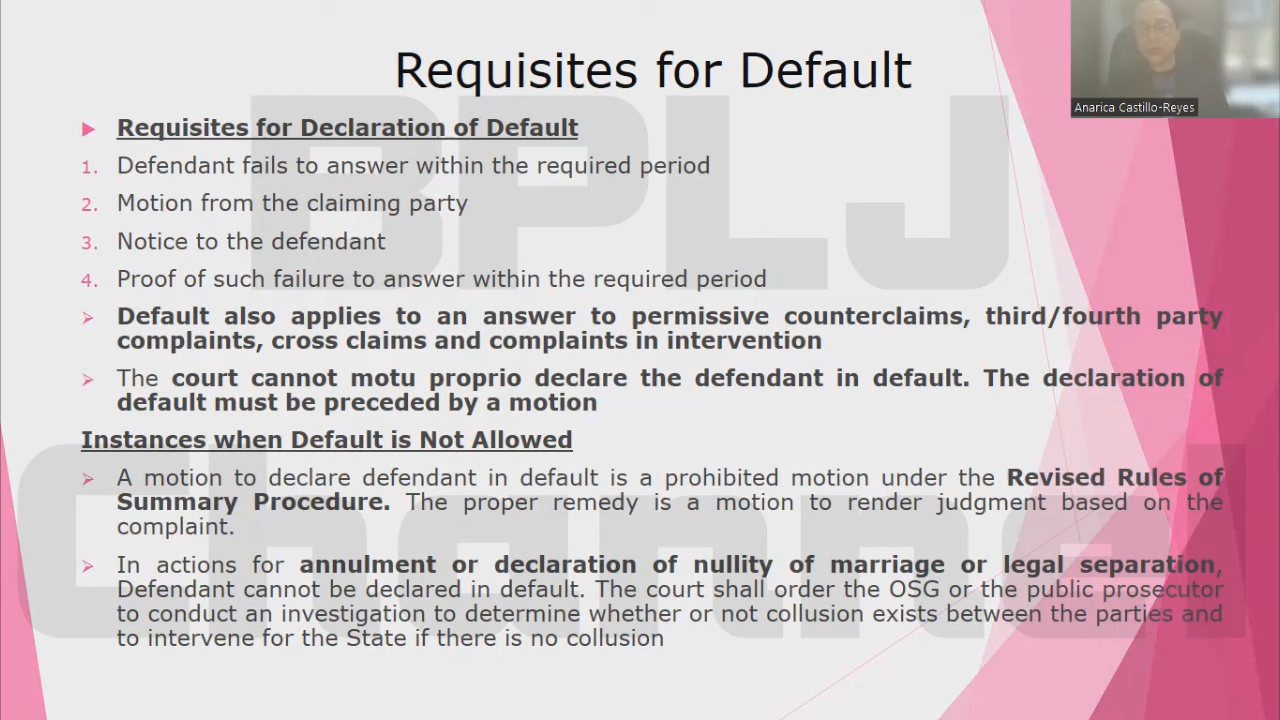 Requisites for Default
Anarica Castillo-Reyes
Requisites for Declaration of Default
1. Defendant fails to answer within the required period
2. Motion from the claiming party
3. Notice to the defendant
4. Proof of such failure to answer within the required period
Default also applies to an answer to permissive counterclaims, third/fourth party
complaints, cross claims and complaints in intervention
The court cannot motu proprio declare the defendant in default. The declaration of
default must be preceded by a motion
Instances when Default is Not Allowed
A motion to declare defendant in default is a prohibited motion under the Revised Rules of
Summary Procedure. The proper remedy is a motion to render judgment based on the
complaint.
In actions for annulment or declaration of nullity of marriage or legal separation,
Defendant cannot be declared in default. The court shall order the OSG or the public prosecutor
to conduct an investigation to determine whether or not collusion exists between the parties and
to intervene for the State if there is no collusion
BPLJ
Channel